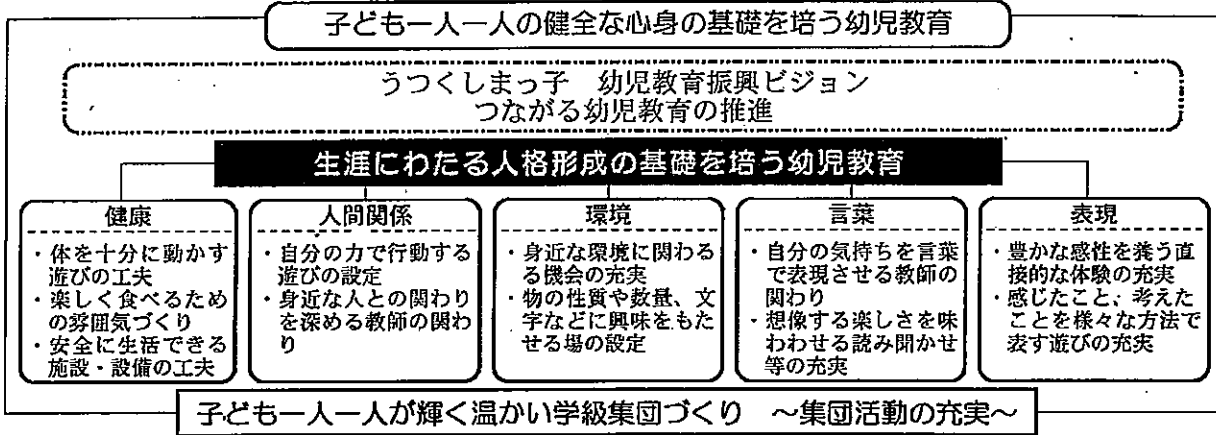 子ども一人一人の健全な心身の基礎を培う幼児教育
うつくしまっ子　幼児教育振興ビジョン
つながる幼児教育の推進
生涯にわたる人格形成の基礎を培う幼児教育
健康
・体を十分に動かす
遊びの工夫
・楽しく食べるため
の雰囲気づくり
・安全に生活できる
施設・設備の工夫
人間関係
・自分の力で行動する
遊びの設定
・身近な人との関わり
を深める教師の関わ
り
環境
・身近な環境に関わる
る機会の充実
・物の性質や数量、文
字などに興味をもた
せる場の設定
言葉
・自分の気持ちを言葉
で表現させる教師の
関わり
・想像する楽しさを味
わわせる読み聞かせ
等の充実
表現
・豊かな感性を養う直
接的な体験の充実
・感じたこと、考えた
ことを様々な方法で
表す遊びの充実
子ども一人一人が輝く温かい学級集団づくり　～集団活動の充実～